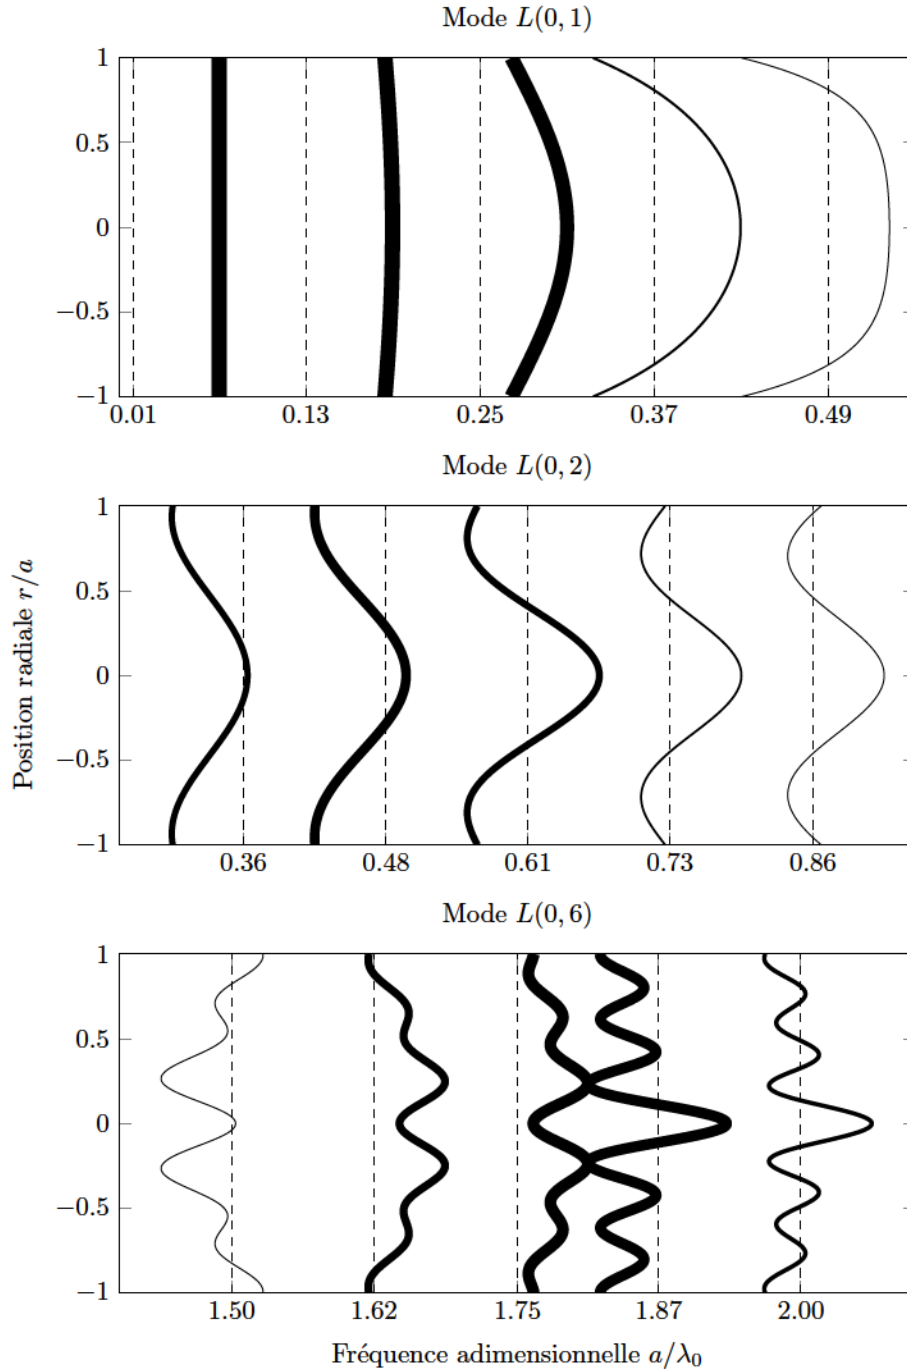 Mode L(0, 1)
1
0.5
0
−0.5
−1
0.01 0.13 0.25 0.37 0.49
Mode L(0, 2)
Position radiale r/a
1
0.5
0
−0.5
−1
0.36 0.48 0.61 0.73 0.86
Mode L(0, 6)
1
0.5
0
−0.5
−1
1.50 1.62 1.75 1.87 2.00
Fréquence adimensionnelle a/λ₀